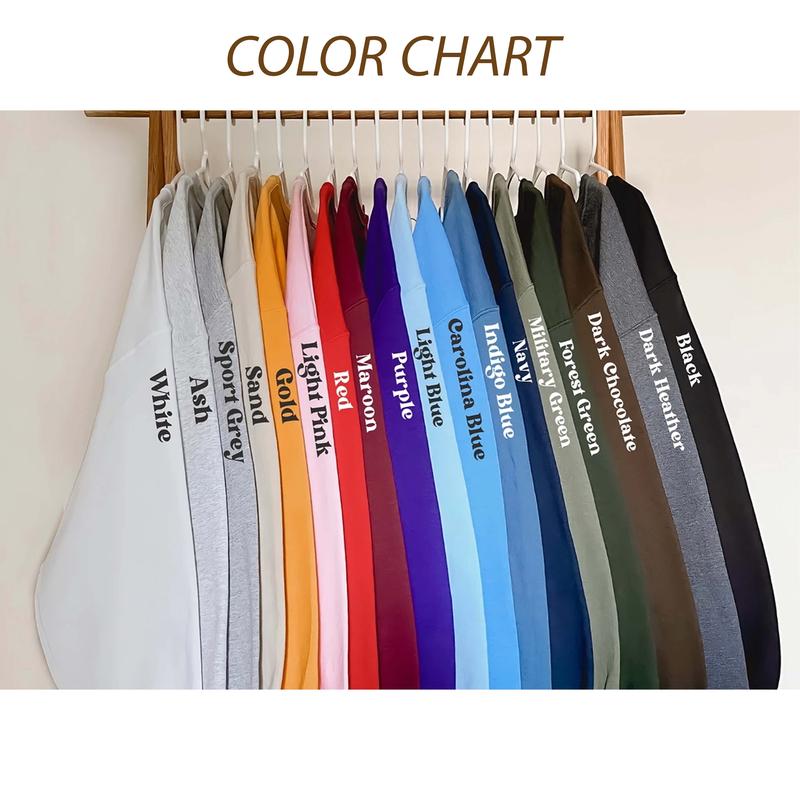 COLOR CHART
White
Ash
Sport Grey
Sand
Gold
Light Pink
Red
Maroon
Purple
Light Blue
Carolina Blue
Indigo Blue
Navy
Military Green
Forest Green
Dark Chocolate
Dark Heather
Black